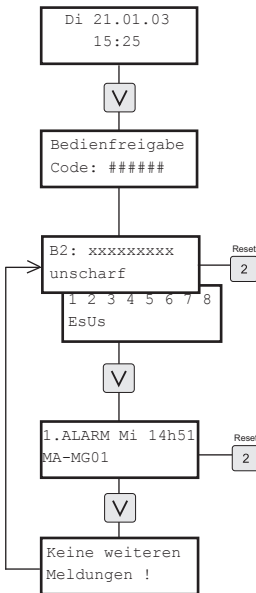 Di 21.01.03
15:25
V
Bedienfreigabe
Code: ######
B2: xxxxxxxxx
unscharf
Reset
2
1 2 3 4 5 6 7 8
EsUs
V
1.ALARM Mi 14h51
MA-MG01
Reset
2
V
Keine weiteren
Meldungen !